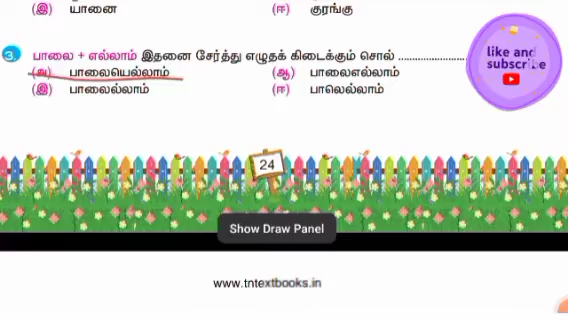 (இ) யானை (ஈ) குரங்கு
3. பாலை + எல்லாம் இதனை சேர்த்து எழுதக் கிடைக்கும் சொல் ........................
(அ) பாலையெல்லாம் (ஆ) பாலைஎல்லாம்
(இ) பாலைல்லாம் (ஈ) பாலெல்லாம்
like and
subscribe
24
Show Draw Panel
www.tntextbooks.in